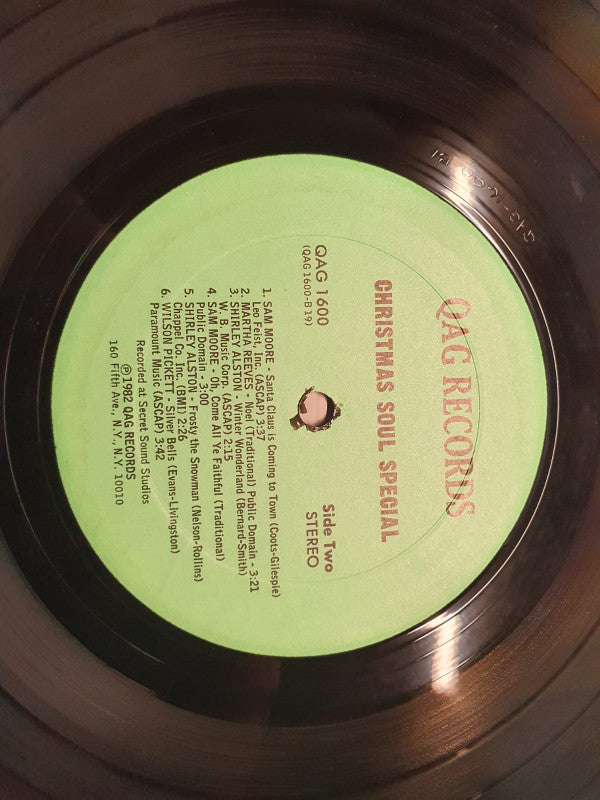 QAG RECORDS
CHRISTMAS SOUL SPECIAL
QAG 1600
(QAG1600-B19)
Side Two
STEREO
1. SAM MOORE - Santa Claus is Coming to Town (Coots-Gilespie)
Leo Feist, Inc. (ASCAP) 3:37
2. MARTHA REEVES - Noel (Traditional) Public Domain - 3:21
3. SHIRLEY ALSTON - Winter Wonderland (Bernard-Smith)
W. B. Music Corp. (ASCAP) 2:15
4. SAM MOORE - Oh, Come All Ye Faithful (Traditional)
Public Domain - 3:00
5. SHIRLEY ALSTON - Frosty the Snowman (Nelson-Rollins)
Chappel Co. Inc. (BMI) 2:26
6. WILSON PICKETT - Silver Bells (Evans-Livingston)
Paramount Music (ASCAP) 3:42
Recorded at Secret Sound Studios
℗ 1982 QAG RECORDS
160 Fifth Ave., N.Y., N.Y. 10010